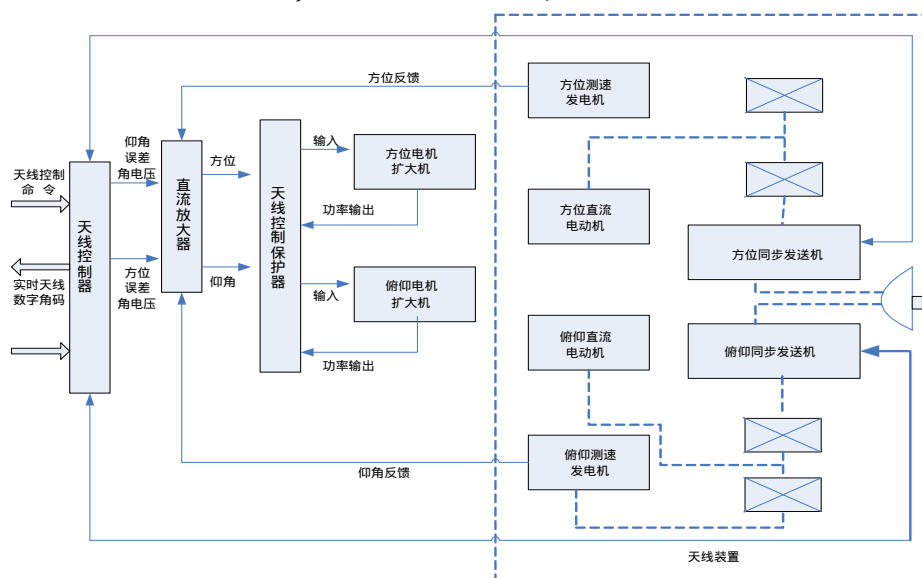 方位反馈
方位测速
发电机
仰角
误差
角电压
方位
输入
方位电机
扩大机
天线控制
命 令
天线控制器
直流放大器
天线控制保护器
功率输出
方位直流
电动机
方位同步发送机
实时天线
数字角码
方位
误差
角电压
仰角
输入
俯仰电机
扩大机
俯仰直流
电动机
俯仰同步发送机
功率输出
俯仰测速
发电机
仰角反馈
天线装置